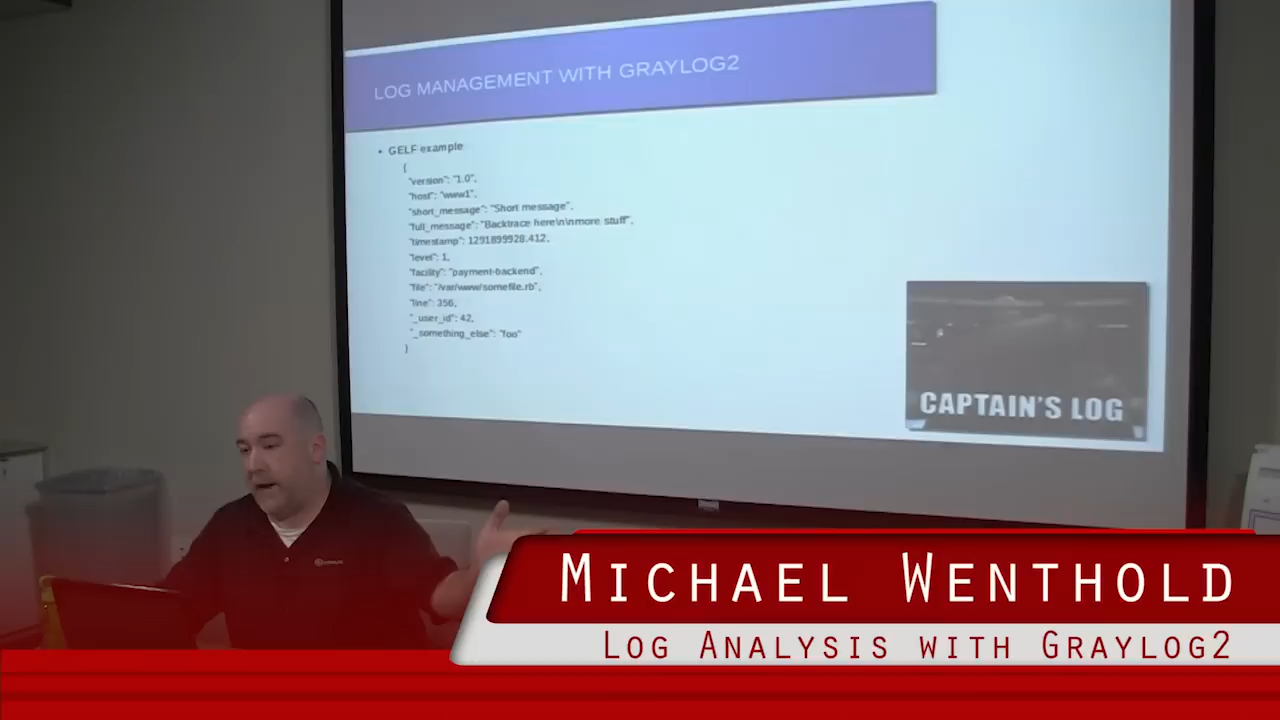 LOG MANAGEMENT WITH GRAYLOG2
• GELF example
{
"version": "1.0",
"host": "www1",
"short_message": "Short message",
"full_message": "Backtrace here\n\nmore stuff",
"timestamp": 1291899928.412,
"level": 1,
"facility": "payment-backend",
"file": "/var/www/somefile.rb",
"line": 356,
"_user_id": 42,
"_something_else": "foo"
}
CAPTAIN'S LOG
MICHAEL WENTHOLD
LOG ANALYSIS WITH GRAYLOG2